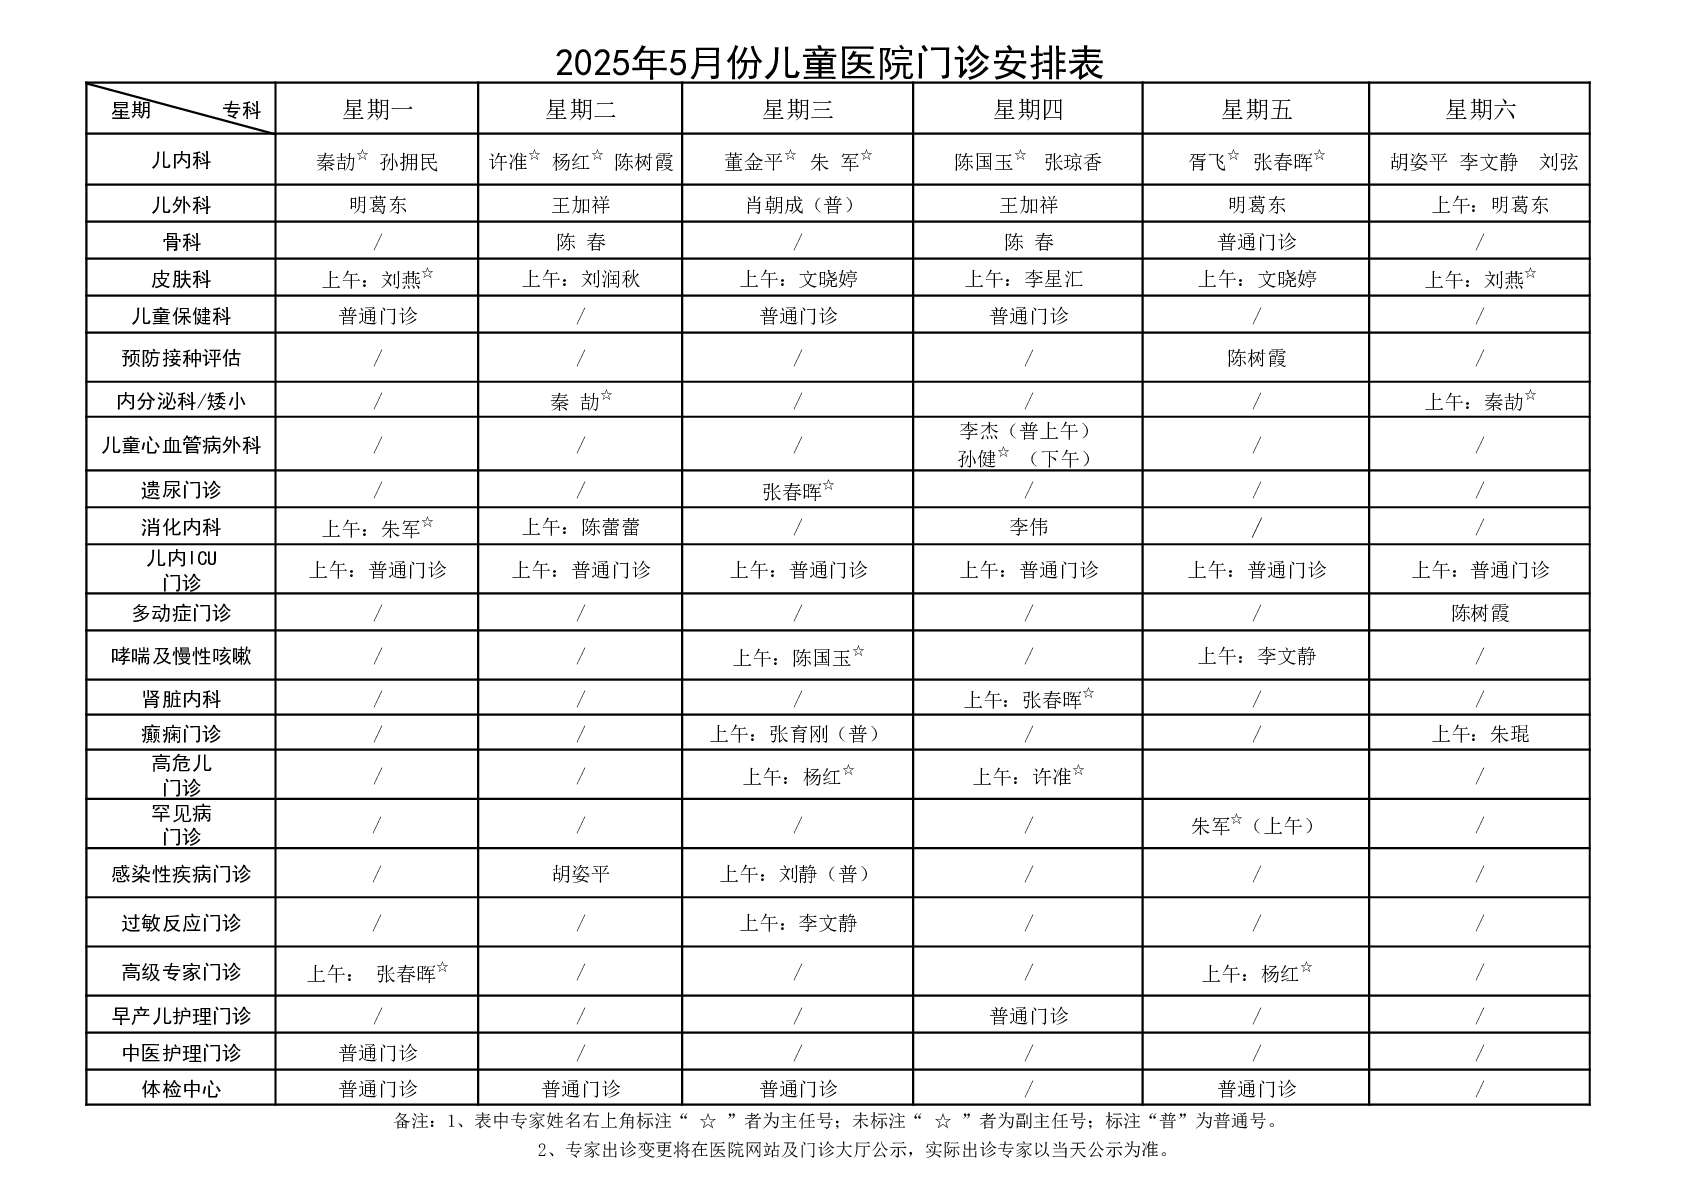 2025年5月份儿童医院门诊安排表
星期 专科 星期一 星期二 星期三 星期四 星期五 星期六
儿内科 秦劼☆ 孙拥民 许准☆ 杨红☆ 陈树霞 董金平☆ 朱 军☆ 陈国玉☆ 张琼香 胥飞☆ 张春晖☆ 胡姿平 李文静 刘弦
儿外科 明葛东 王加祥 肖朝成（普） 王加祥 明葛东 上午：明葛东
骨科 / 陈 春 / 陈 春 普通门诊 /
皮肤科 上午：刘燕☆ 上午：刘润秋 上午：文晓婷 上午：李星汇 上午：文晓婷 上午：刘燕☆
儿童保健科 普通门诊 / 普通门诊 普通门诊 / /
预防接种评估 / / / / 陈树霞 /
内分泌科/矮小 / 秦 劼☆ / / / 上午：秦劼☆
儿童心血管病外科 / / / 李杰（普上午） / /
孙健☆ （下午）
遗尿门诊 / / 张春晖☆ / / /
消化内科 上午：朱军☆ 上午：陈蕾蕾 / 李伟 / /
儿内ICU
门诊 上午：普通门诊 上午：普通门诊 上午：普通门诊 上午：普通门诊 上午：普通门诊 上午：普通门诊
多动症门诊 / / / / / 陈树霞
哮喘及慢性咳嗽 / / 上午：陈国玉☆ / 上午：李文静 /
肾脏内科 / / / 上午：张春晖☆ / /
癫痫门诊 / / 上午：张育刚（普） / / 上午：朱琨
高危儿
门诊 / / 上午：杨红☆ 上午：许准☆ /
罕见病
门诊 / / / / 朱军☆（上午） /
感染性疾病门诊 / 胡姿平 上午：刘静（普） / / /
过敏反应门诊 / / 上午：李文静 / / /
高级专家门诊 上午： 张春晖☆ / / / 上午：杨红☆ /
早产儿护理门诊 / / / 普通门诊 / /
中医护理门诊 普通门诊 / / / / /
体检中心 普通门诊 普通门诊 普通门诊 / 普通门诊 /
备注：1、表中专家姓名右上角标注“ ☆ ”者为主任号；未标注“ ☆ ”者为副主任号；标注“普”为普通号。
2、专家出诊变更将在医院网站及门诊大厅公示，实际出诊专家以当天公示为准。